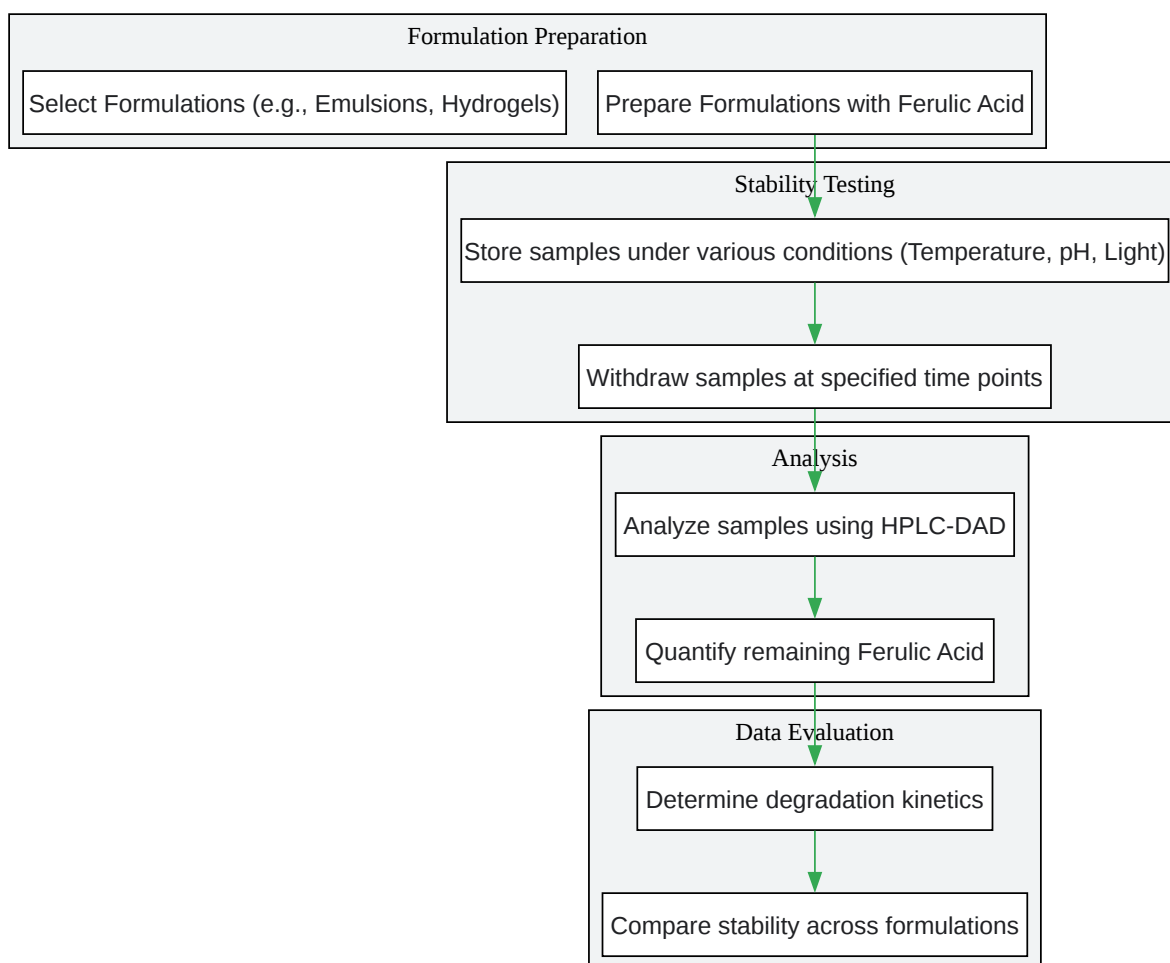 Formulation Preparation
Select Formulations (e.g., Emulsions, Hydrogels)
Prepare Formulations with Ferulic Acid
Stability Testing
Store samples under various conditions (Temperature, pH, Light)
Withdraw samples at specified time points
Analysis
Analyze samples using HPLC-DAD
Quantify remaining Ferulic Acid
Data Evaluation
Determine degradation kinetics
Compare stability across formulations